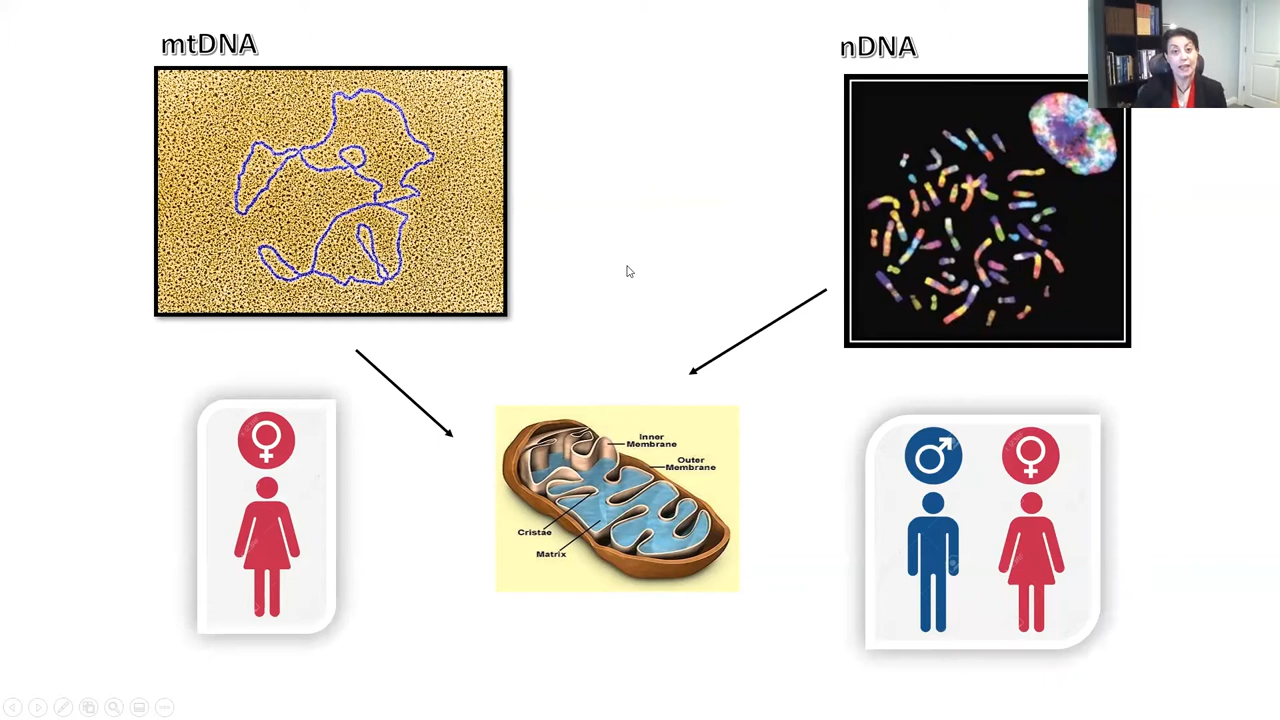 mtDNA
nDNA
Inner
Membrane
Outer
Membrane
Cristae
Matrix